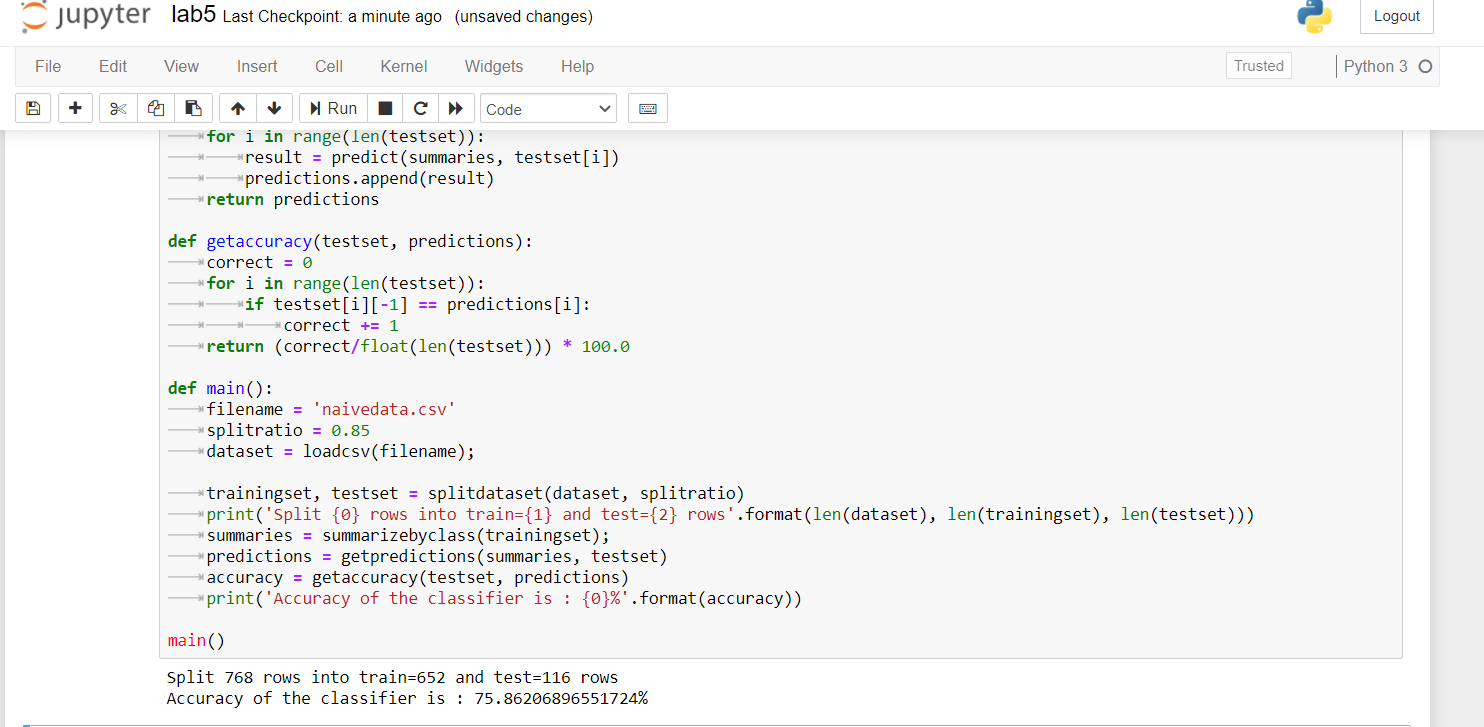 jupyter lab5 Last Checkpoint: a minute ago (unsaved changes) Logout
File Edit View Insert Cell Kernel Widgets Help Trusted Python 3
Run Code
for i in range(len(testset)):
result = predict(summaries, testset[i])
predictions.append(result)
return predictions
def getaccuracy(testset, predictions):
correct = 0
for i in range(len(testset)):
if testset[i][-1] == predictions[i]:
correct += 1
return (correct/float(len(testset))) * 100.0
def main():
filename = 'naivedata.csv'
splitratio = 0.85
dataset = loadcsv(filename);
trainingset, testset = splitdataset(dataset, splitratio)
print('Split {0} rows into train={1} and test={2} rows'.format(len(dataset), len(trainingset), len(testset)))
summaries = summarizebyclass(trainingset);
predictions = getpredictions(summaries, testset)
accuracy = getaccuracy(testset, predictions)
print('Accuracy of the classifier is : {0}%'.format(accuracy))
main()
Split 768 rows into train=652 and test=116 rows
Accuracy of the classifier is : 75.86206896551724%